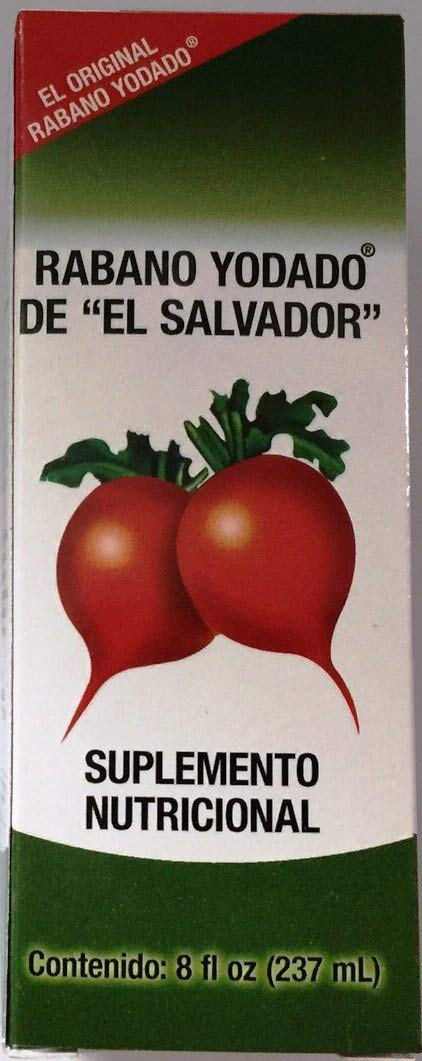 EL ORIGINAL
RABANO YODADO®
RABANO YODADO®
DE “EL SALVADOR”
SUPLEMENTO
NUTRICIONAL
Contenido: 8 fl oz (237 mL)